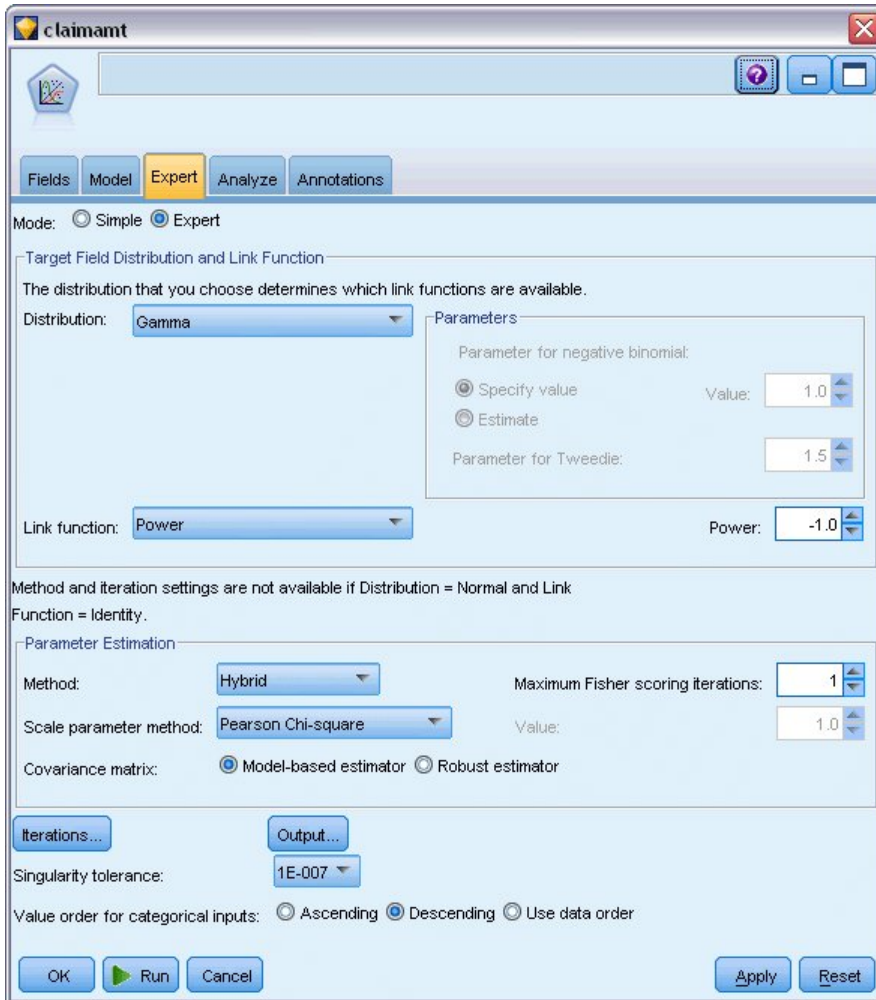 claimamt
Fields Model Expert Analyze Annotations
Mode: Simple Expert
Target Field Distribution and Link Function
The distribution that you choose determines which link functions are available.
Distribution: Gamma
Parameters
Parameter for negative binomial:
Specify value Value: 1.0
Estimate
Parameter for Tweedie: 1.5
Link function: Power Power: -1.0
Method and iteration settings are not available if Distribution = Normal and Link
Function = Identity.
Parameter Estimation
Method: Hybrid Maximum Fisher scoring iterations: 1
Scale parameter method: Pearson Chi-square Value: 1.0
Covariance matrix: Model-based estimator Robust estimator
Iterations... Output...
Singularity tolerance: 1E-007
Value order for categorical inputs: Ascending Descending Use data order
OK Run Cancel Apply Reset